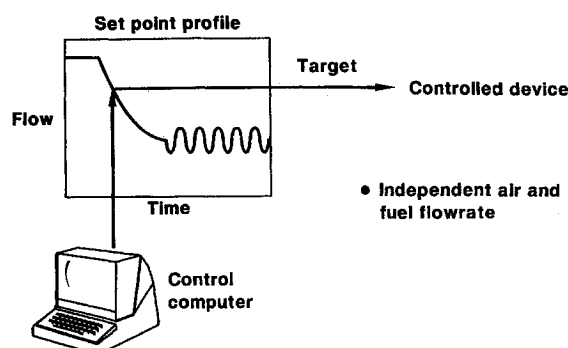 Set point profile
Target
Controlled device
Flow
Time
● Independent air and
fuel flowrate
Control
computer